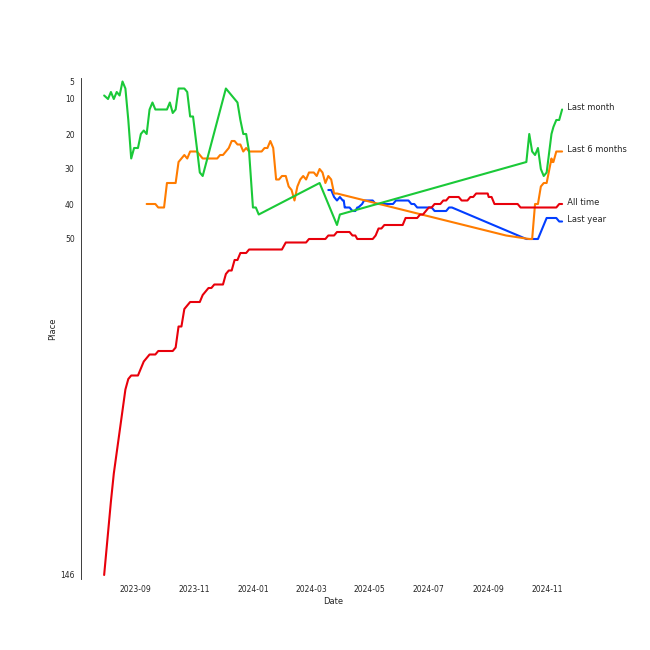 5
10
20
30
40
50
146
Place
2023-09
2023-11
2024-01
2024-03
2024-05
2024-07
2024-09
2024-11
Date
Last month
Last 6 months
All time
Last year